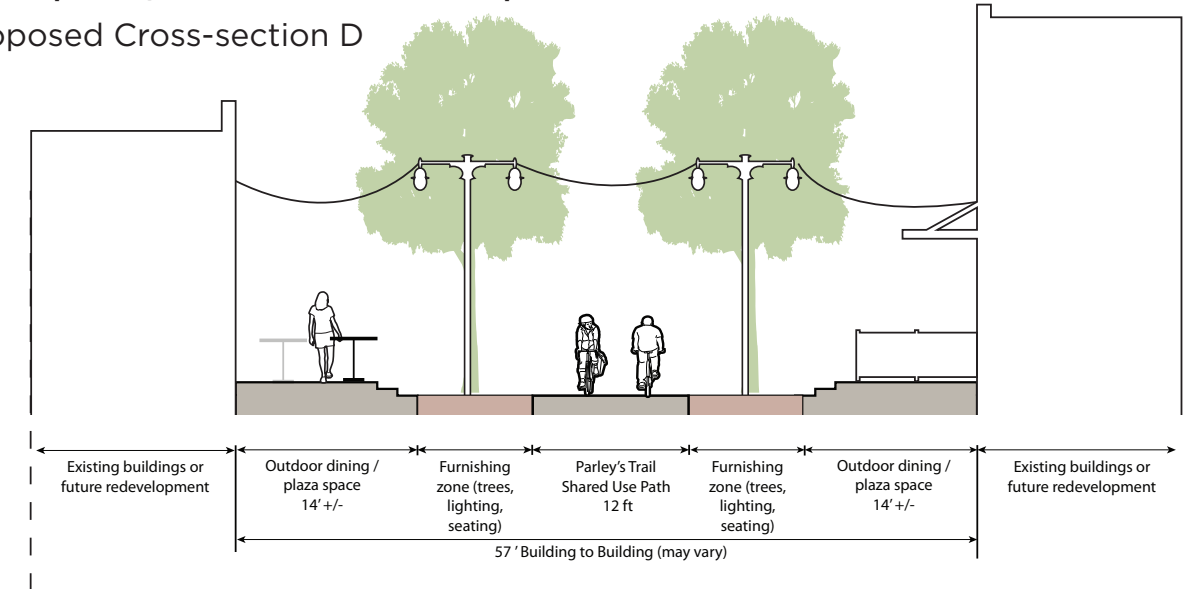 oposed Cross-section D
Existing buildings or
future redevelopment
Outdoor dining /
plaza space
14' +/-
Furnishing
zone (trees,
lighting,
seating)
Parley's Trail
Shared Use Path
12 ft
Furnishing
zone (trees,
lighting,
seating)
Outdoor dining /
plaza space
14' +/-
Existing buildings or
future redevelopment
57 ' Building to Building (may vary)